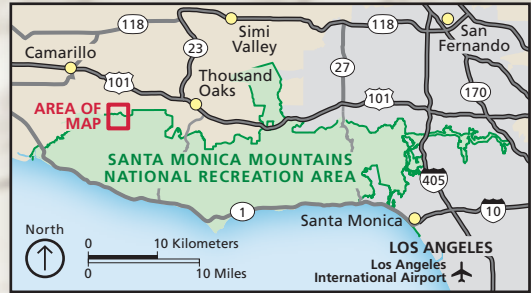 118
Simi
Valley
118
San
Fernando
Camarillo
23
27
101
Thousand
Oaks
101
170
AREA OF
MAP
SANTA MONICA MOUNTAINS
NATIONAL RECREATION AREA
405
1
Santa Monica
10
North
0 10 Kilometers
0 10 Miles
LOS ANGELES
Los Angeles
International Airport